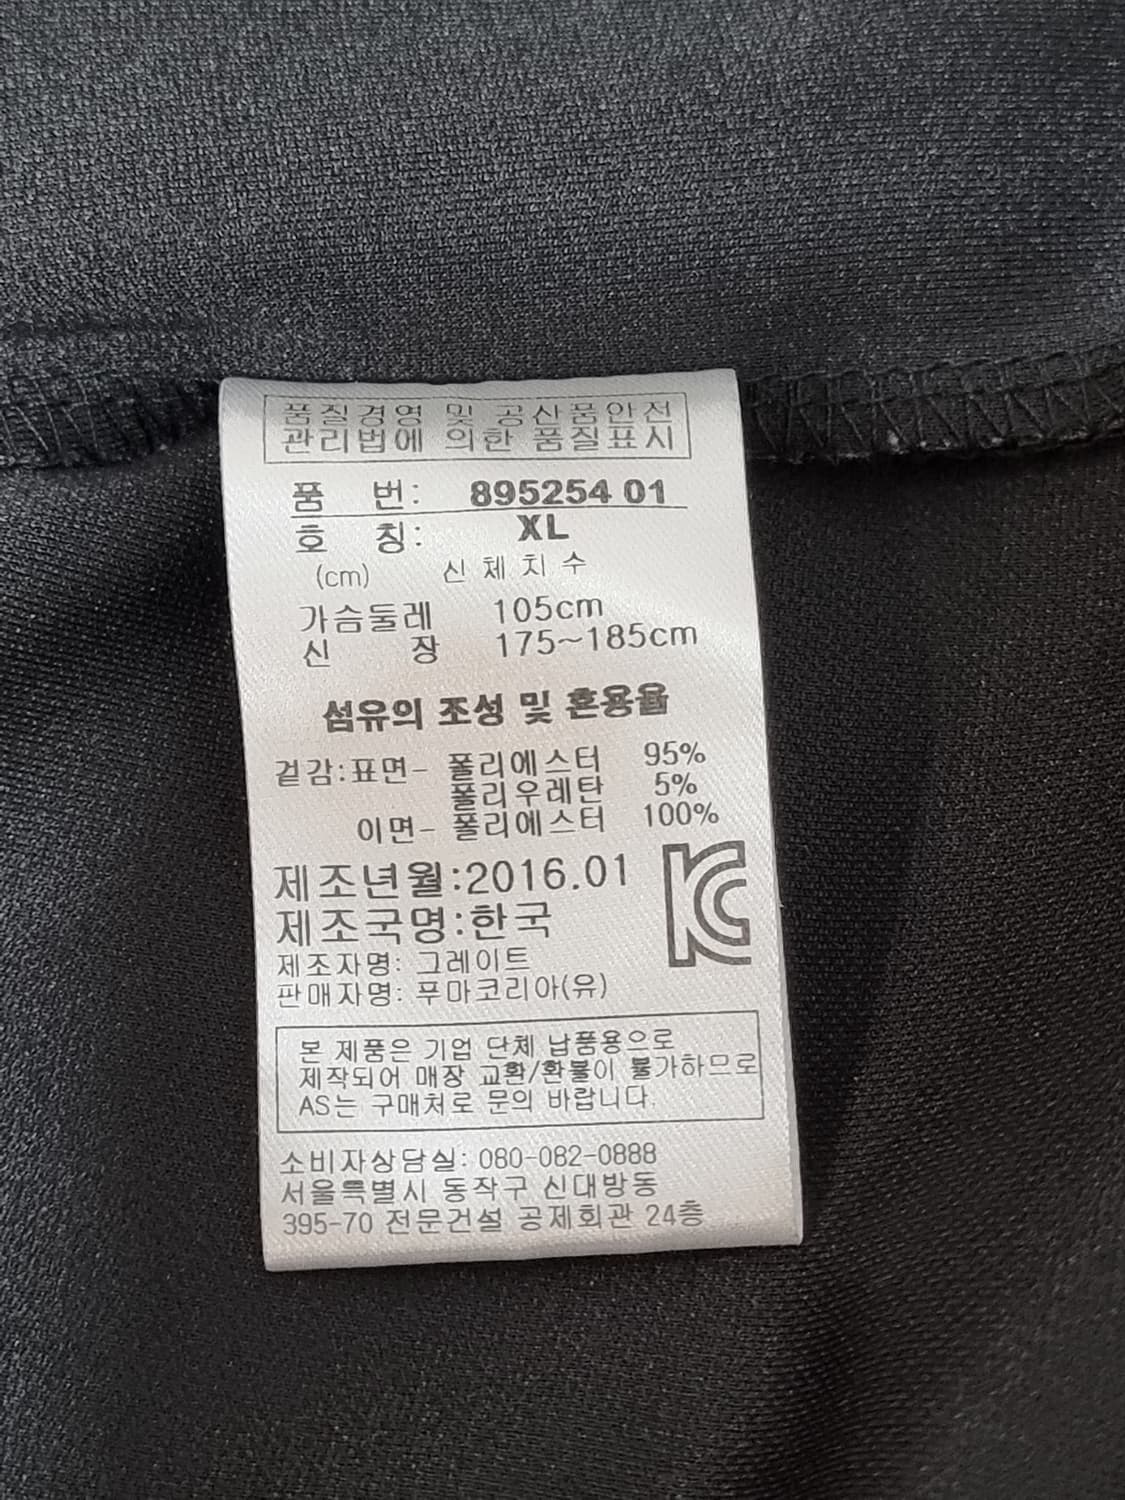 품질경영 및 공산품안전
관리법에 의한 품질표시
품 번: 895254 01
호 칭: XL
(cm) 신체치수
가슴둘레 105cm
신 장 175~185cm
섬유의 조성 및 혼용율
겉감:표면- 폴리에스터 95%
폴리우레탄 5%
이면- 폴리에스터 100%
제조년월:2016.01
제조국명:한국
제조자명: 그레이트
판매자명: 푸마코리아(유)
본 제품은 기업 단체 납품용으로
제작되어 매장 교환/환불이 불가하므로
AS는 구매처로 문의 바랍니다.
소비자상담실: 080-082-0888
서울특별시 동작구 신대방동
395-70 전문건설 공제회관 24층